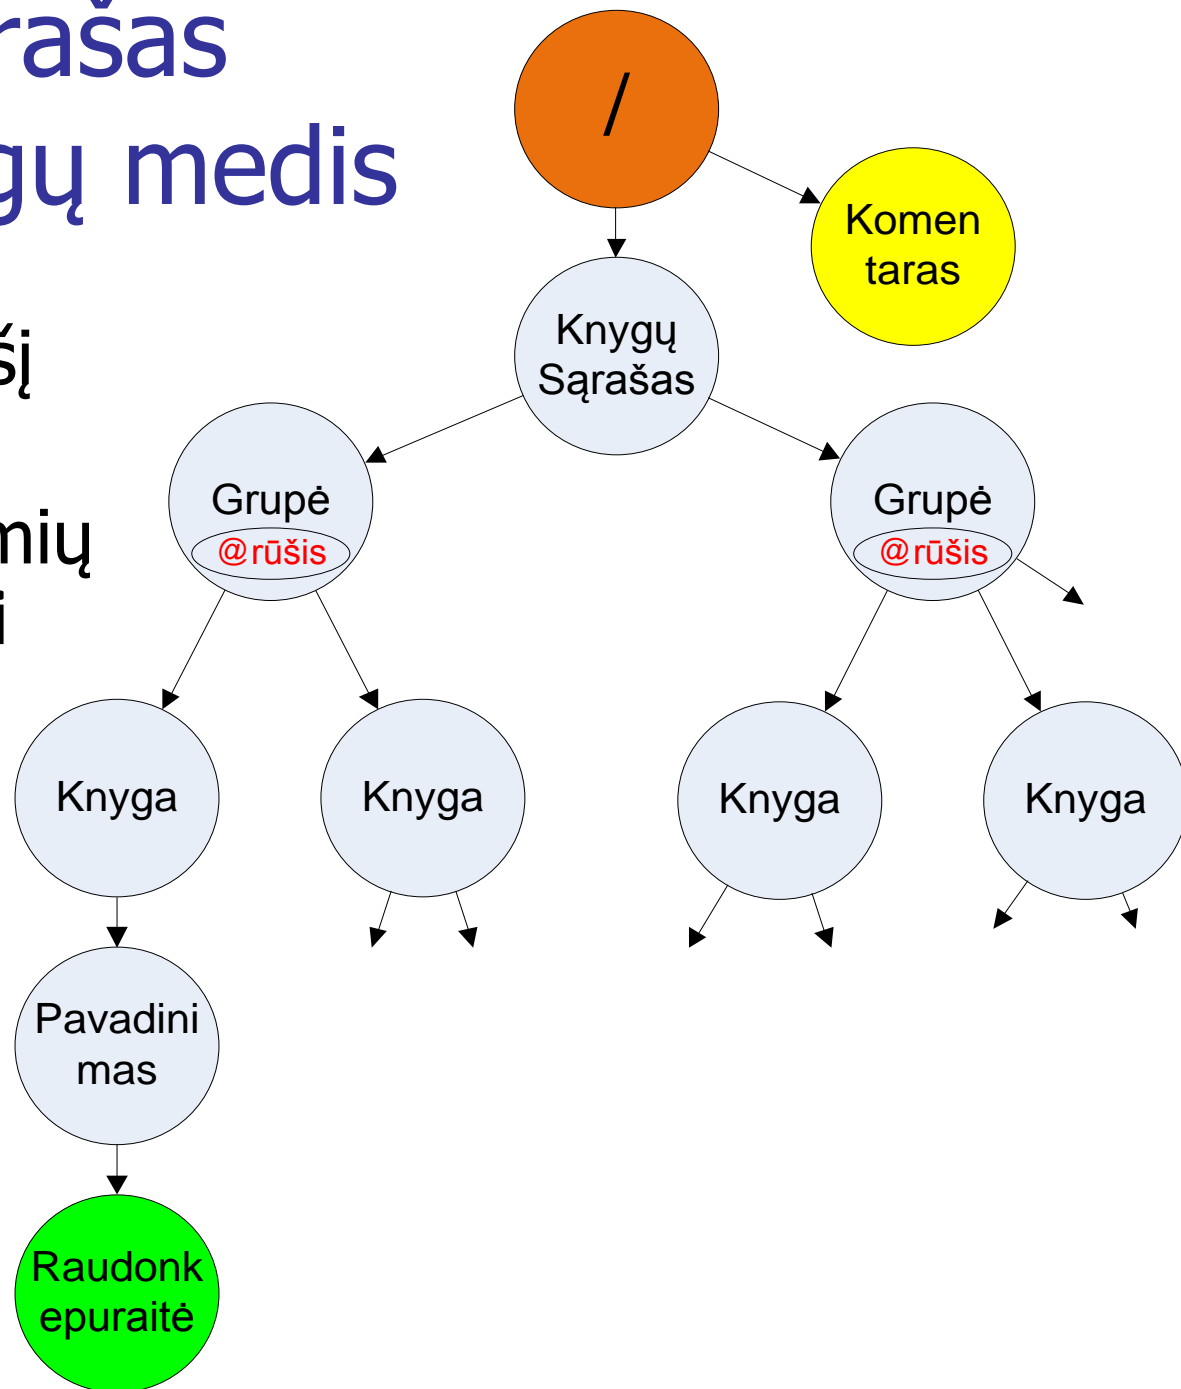 rašas
gų medis
šį
mių
i
/
Komen
taras
Knygų
Sąrašas
Grupė
@rūšis
Grupė
@rūšis
Knyga
Knyga
Knyga
Knyga
Pavadini
mas
Raudonk
epuraitė